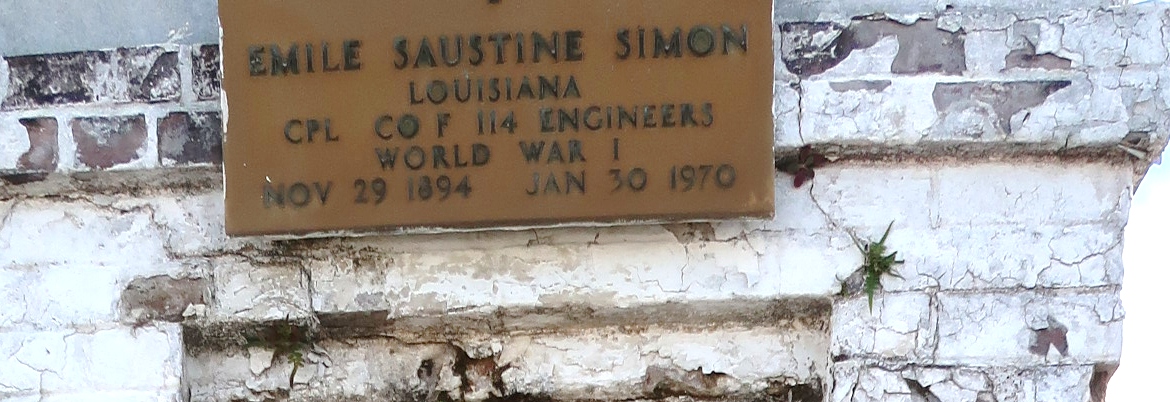 EMILE SAUSTINE SIMON
LOUISIANA
CPL CO F 114 ENGINEERS
WORLD WAR I
NOV 29 1894 JAN 30 1970